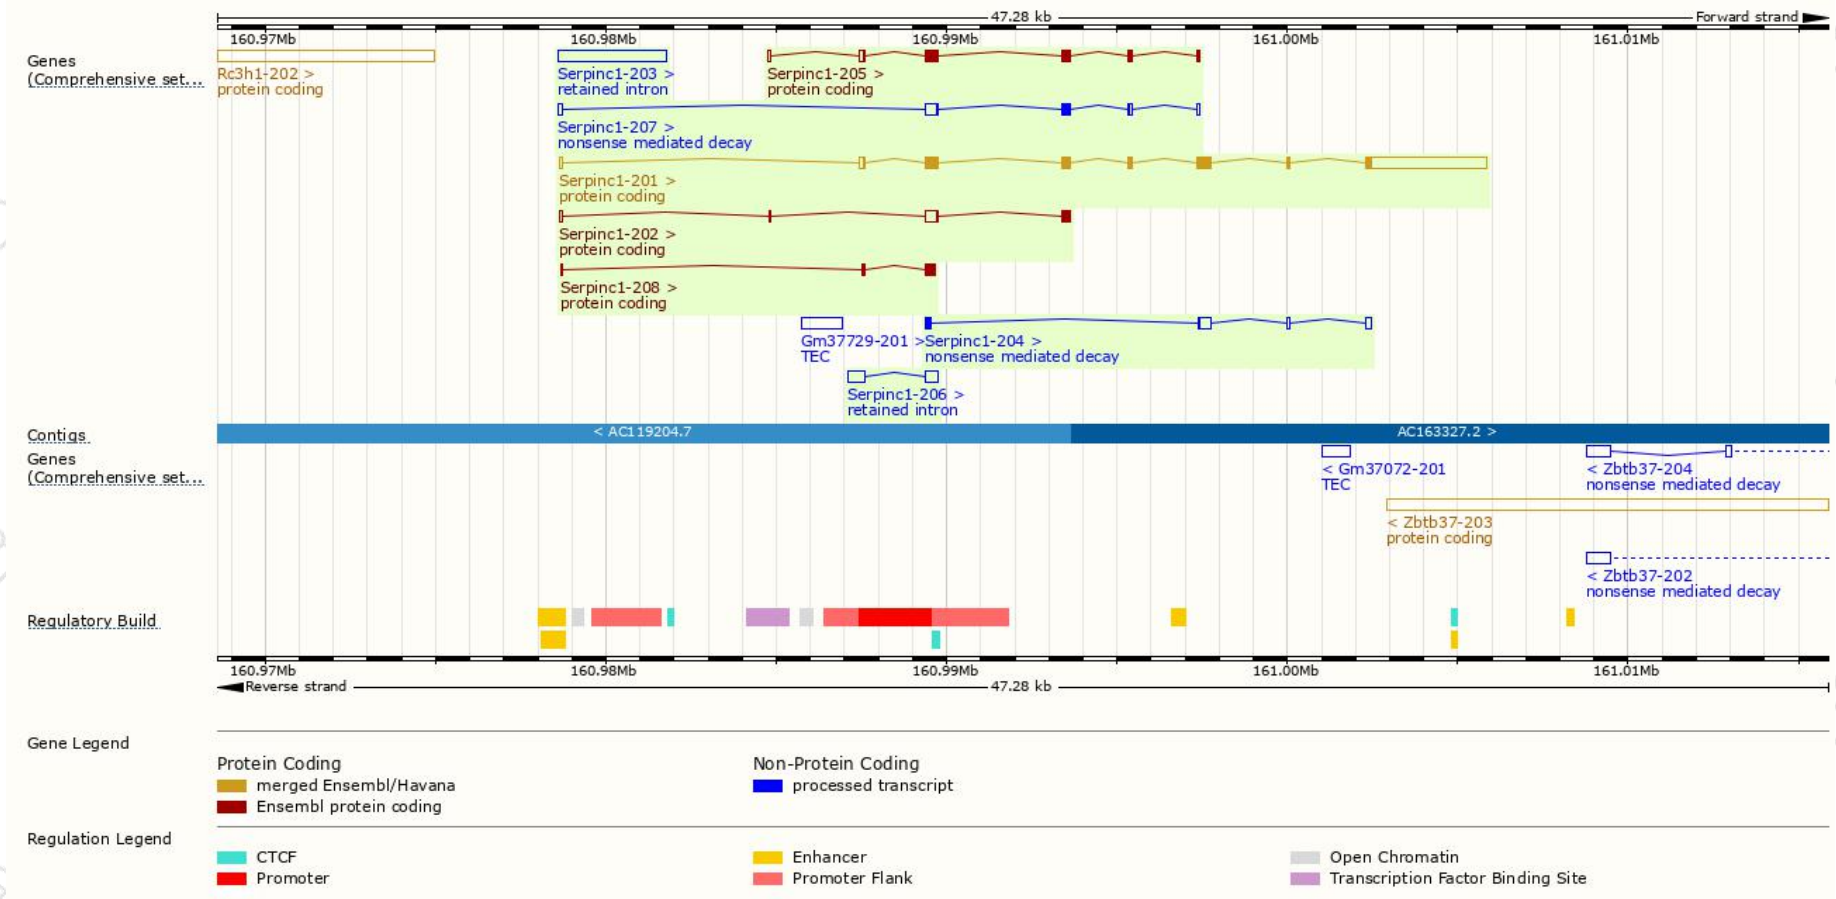 47.28 kb Forward strand
160.97Mb 160.98Mb 160.99Mb 161.00Mb 161.01Mb
Genes
(Comprehensive set...
Rc3h1-202 > Serpinc1-203 > Serpinc1-205 >
protein coding retained intron protein coding
Serpinc1-207 >
nonsense mediated decay
Serpinc1-201 >
protein coding
Serpinc1-202 >
protein coding
Serpinc1-208 >
protein coding
Gm37729-201 >Serpinc1-204 >
TEC nonsense mediated decay
Serpinc1-206 >
retained intron
Contigs < AC119204.7 AC163327.2 >
Genes
(Comprehensive set...
< Gm37072-201 < Zbtb37-204
TEC nonsense mediated decay
< Zbtb37-203
protein coding
< Zbtb37-202
nonsense mediated decay
Regulatory Build
160.97Mb 160.98Mb 160.99Mb 161.00Mb 161.01Mb
Reverse strand 47.28 kb
Gene Legend
Protein Coding Non-Protein Coding
merged Ensembl/Havana processed transcript
Ensembl protein coding
Regulation Legend
CTCF Enhancer Open Chromatin
Promoter Promoter Flank Transcription Factor Binding Site